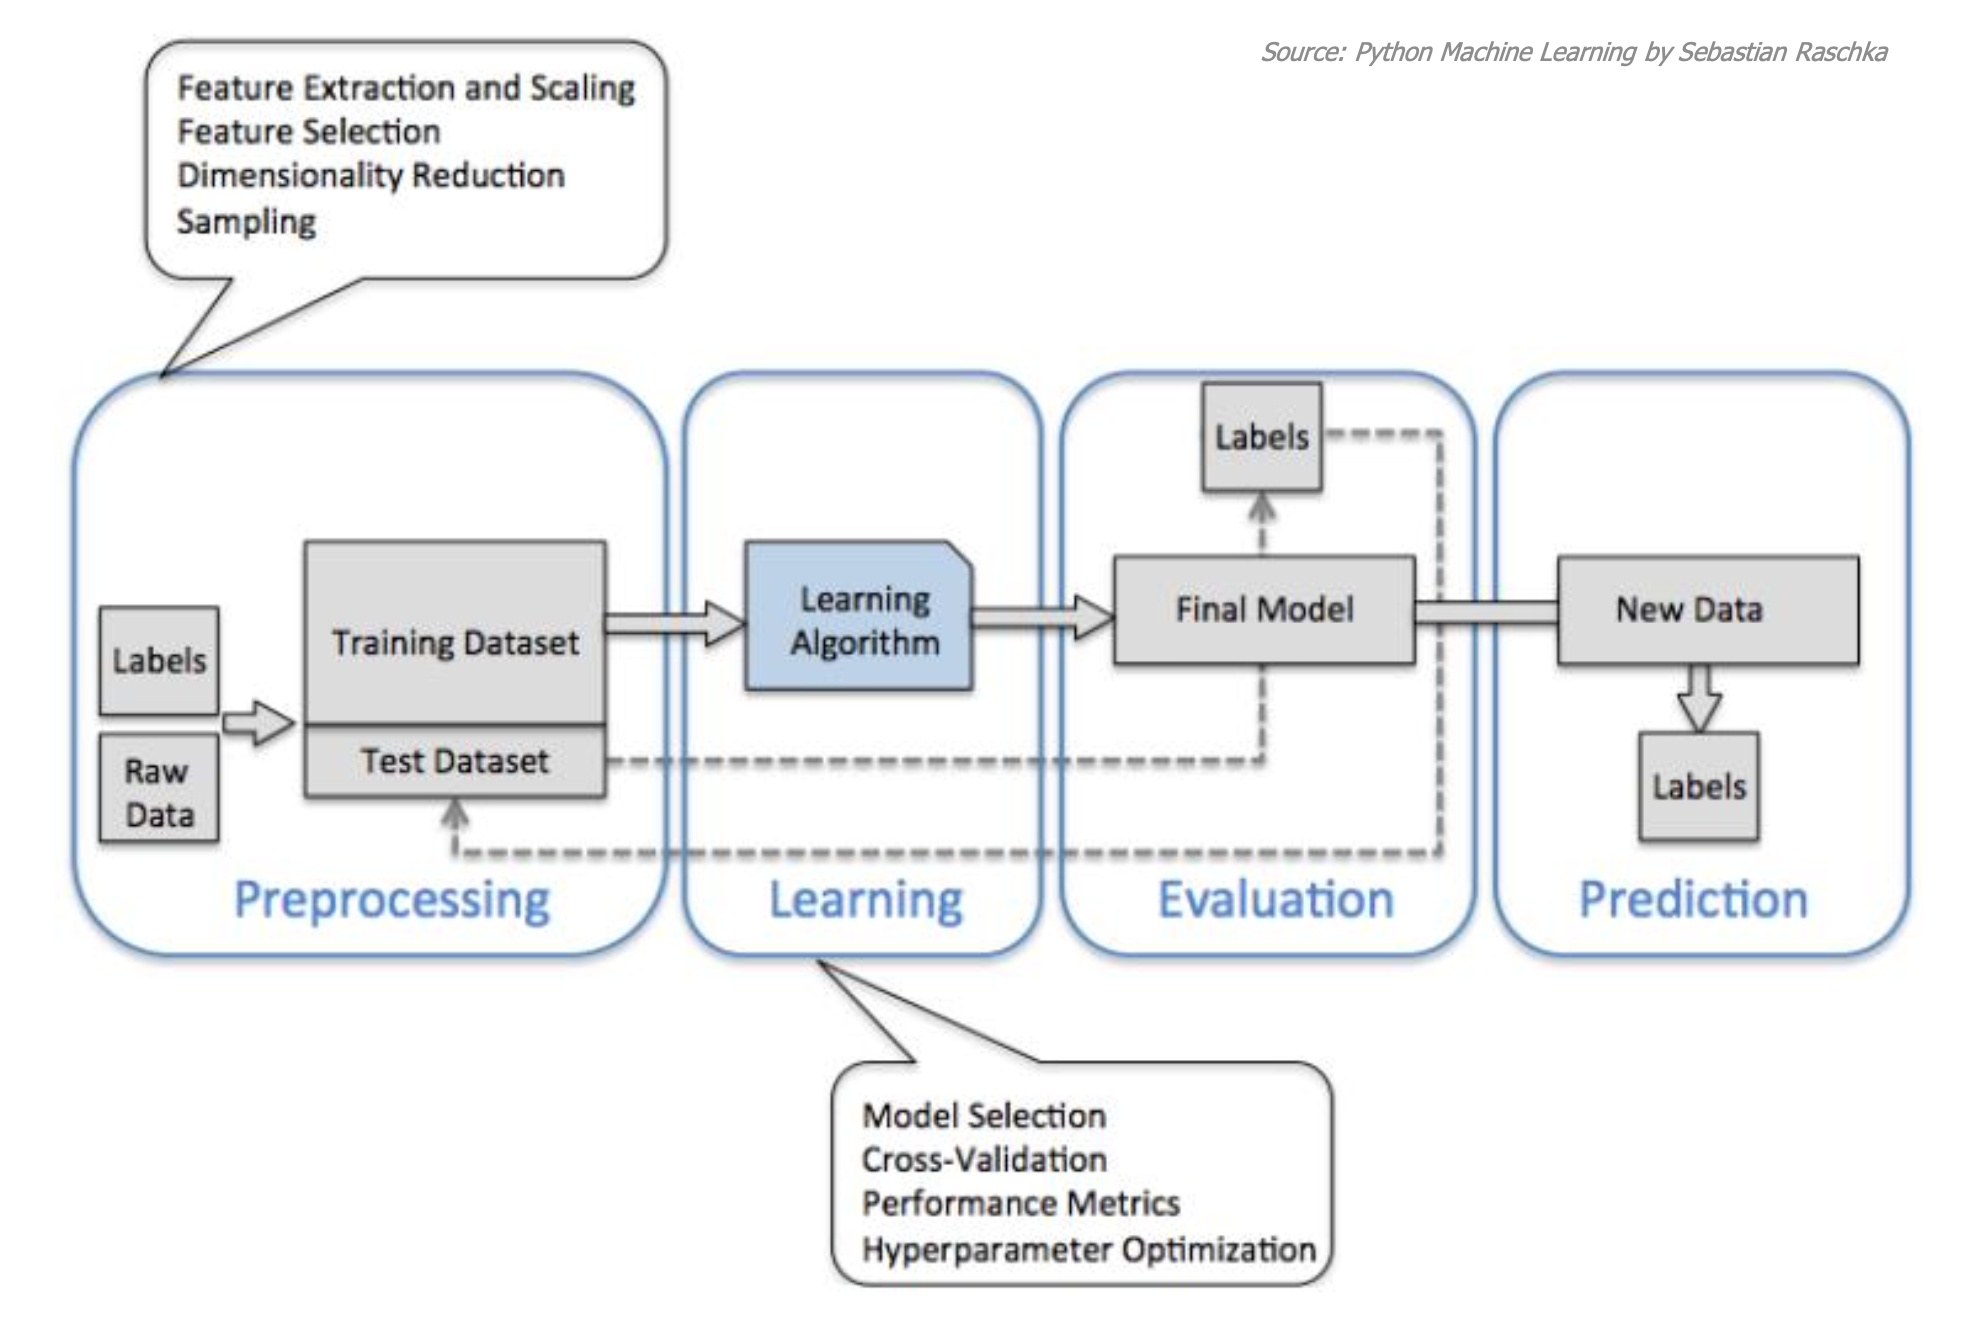 Source: Python Machine Learning by Sebastian Raschka
Feature Extraction and Scaling
Feature Selection
Dimensionality Reduction
Sampling
Labels
Raw
Data
Training Dataset
Test Dataset
Preprocessing
Learning
Algorithm
Learning
Labels
Final Model
Evaluation
New Data
Labels
Prediction
Model Selection
Cross-Validation
Performance Metrics
Hyperparameter Optimization